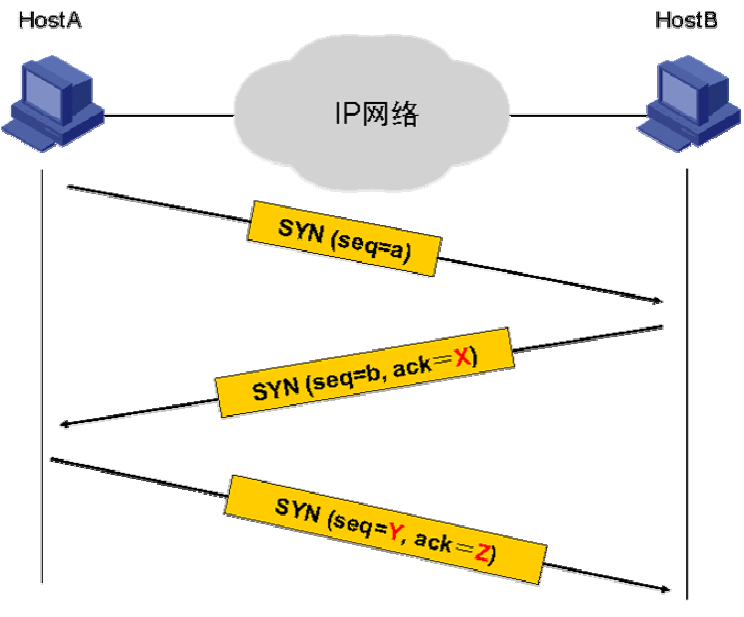 HostA
HostB
IP网络
SYN (seq=a)
SYN (seq=b, ack=X)
SYN (seq=Y, ack=Z)